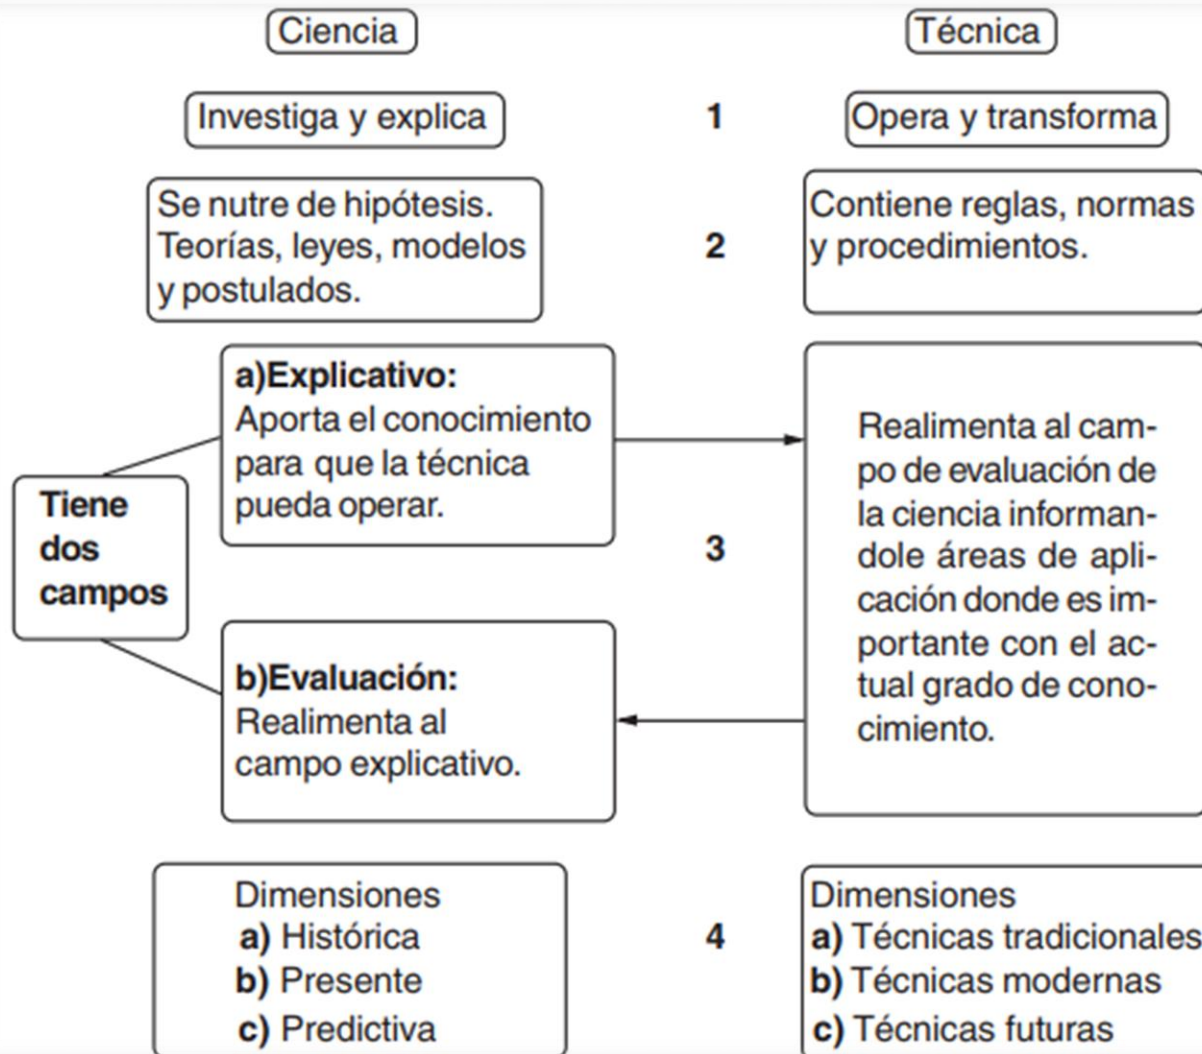 Ciencia
Técnica
Investiga y explica
1
Opera y transforma
Se nutre de hipótesis.
Teorías, leyes, modelos
y postulados.
2
Contiene reglas, normas
y procedimientos.
Tiene
dos
campos
a)Explicativo:
Aporta el conocimiento
para que la técnica
pueda operar.
b)Evaluación:
Realimenta al
campo explicativo.
3
Realimenta al cam-
po de evaluación de
la ciencia informan-
dole áreas de apli-
cación donde es im-
portante con el ac-
tual grado de cono-
cimiento.
Dimensiones
a) Histórica
b) Presente
c) Predictiva
4
Dimensiones
a) Técnicas tradicionales
b) Técnicas modernas
c) Técnicas futuras